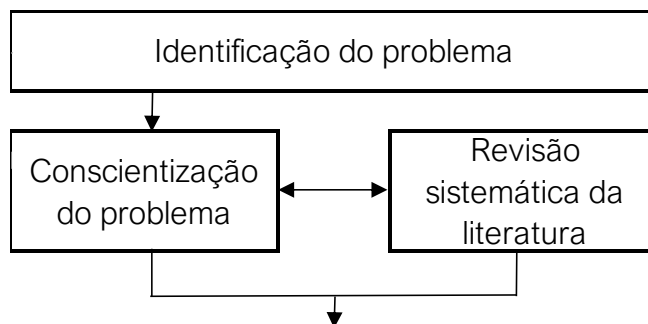 Identificação do problema
Conscientização
do problema
Revisão
sistemática da
literatura